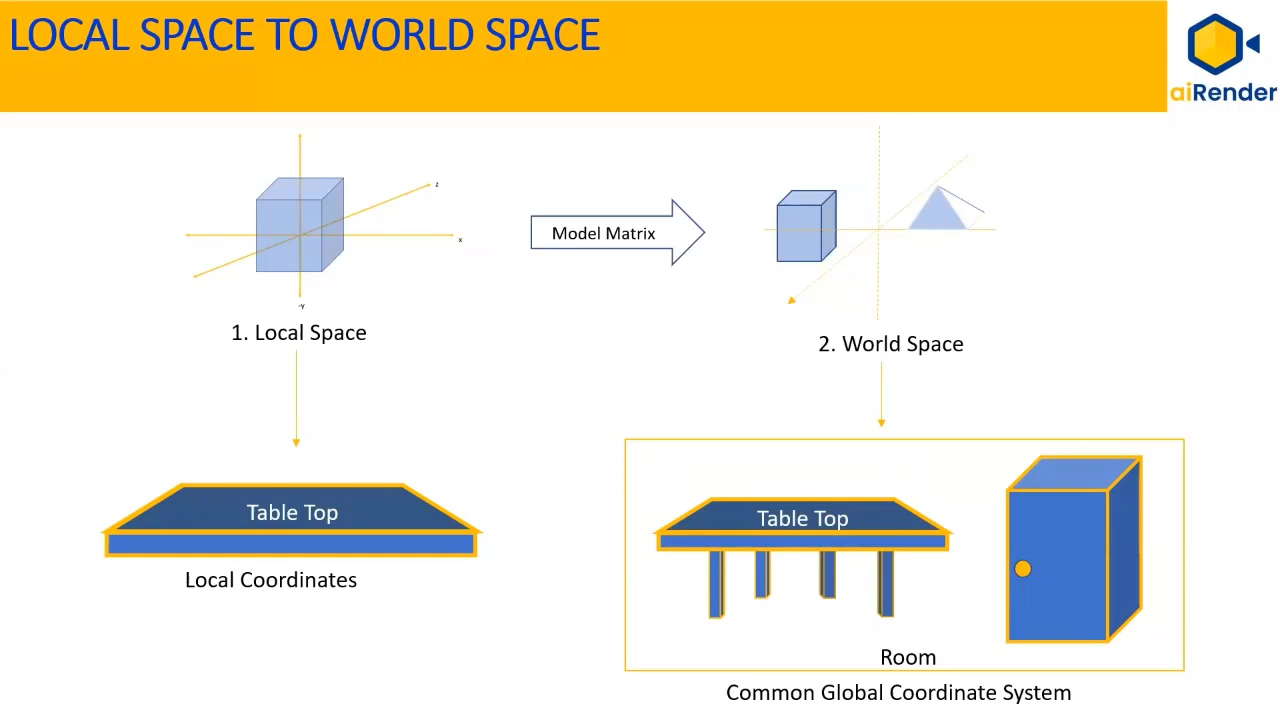 LOCAL SPACE TO WORLD SPACE
aiRender
z
x
-Y
Model Matrix
1. Local Space
2. World Space
Table Top
Local Coordinates
Table Top
Room
Common Global Coordinate System